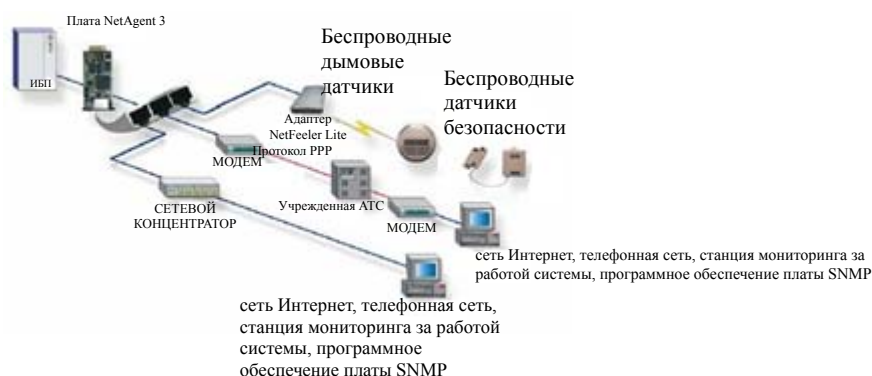 Плата NetAgent 3
ИБП
Беспроводные
дымовые
датчики
Беспроводные
датчики
безопасности
Адаптер
NetFeeler Lite
Протокол PPP
МОДЕМ
Учрежденная АТС
МОДЕМ
СЕТЕВОЙ
КОНЦЕНТРАТОР
сеть Интернет, телефонная сеть, станция мониторинга за
работой системы, программное обеспечение платы SNMP
сеть Интернет, телефонная сеть,
станция мониторинга за работой
системы, программное
обеспечение платы SNMP